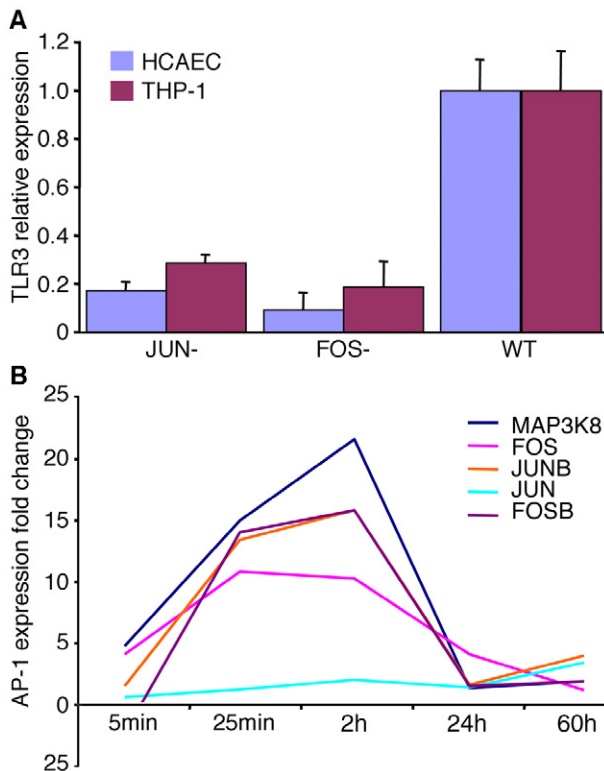 A
TLR3 relative expression
1.2
1.0
0.8
0.6
0.4
0.2
0
HCAEC
THP-1
JUN-
FOS-
WT
B
AP-1 expression fold change
25
20
15
10
5
0
25
MAP3K8
FOS
JUNB
JUN
FOSB
5min
25min
2h
24h
60h